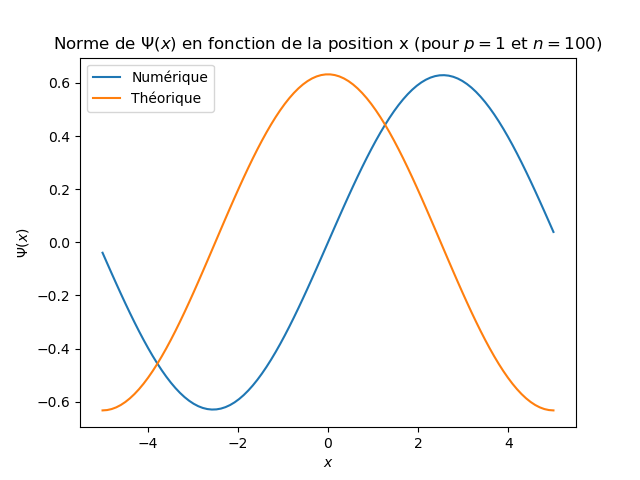 Norme de Ψ(x) en fonction de la position x (pour p = 1 et n = 100)
Numérique
Théorique
0.6
0.4
0.2
0.0
−0.2
−0.4
−0.6
Ψ(x)
−4
−2
0
2
4
x